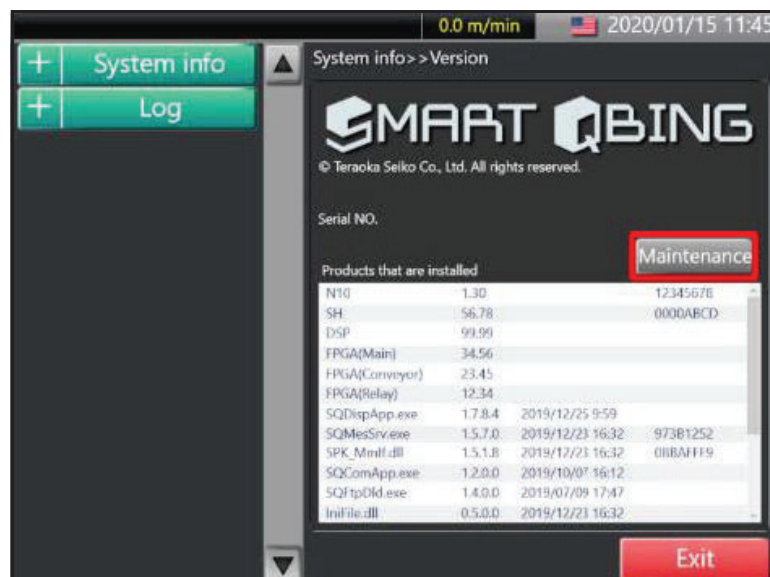 0.0 m/min 2020/01/15 11:45
+ System info
+ Log
System info>>Version
SMART QBING
© Teraoka Seiko Co., Ltd. All rights reserved.
Serial NO.
Maintenance
Products that are installed
N10 1.30 12345678
SH 56.78 0000ABCD
DSP 99.99
FPGA(Main) 34.56
FPGA(Conveyor) 23.45
FPGA(Relay) 12.34
SQDispApp.exe 1.7.8.4 2019/12/25 9:59
SQMesSrv.exe 1.5.7.0 2019/12/23 16:32 973B1252
SPK_MmIf.dll 1.5.1.8 2019/12/23 16:32 0BBAFFF9
SQComApp.exe 1.2.0.0 2019/10/07 16:12
SQFtpDld.exe 1.4.0.0 2019/07/09 17:47
IniFile.dll 0.5.0.0 2019/12/23 16:32
Exit